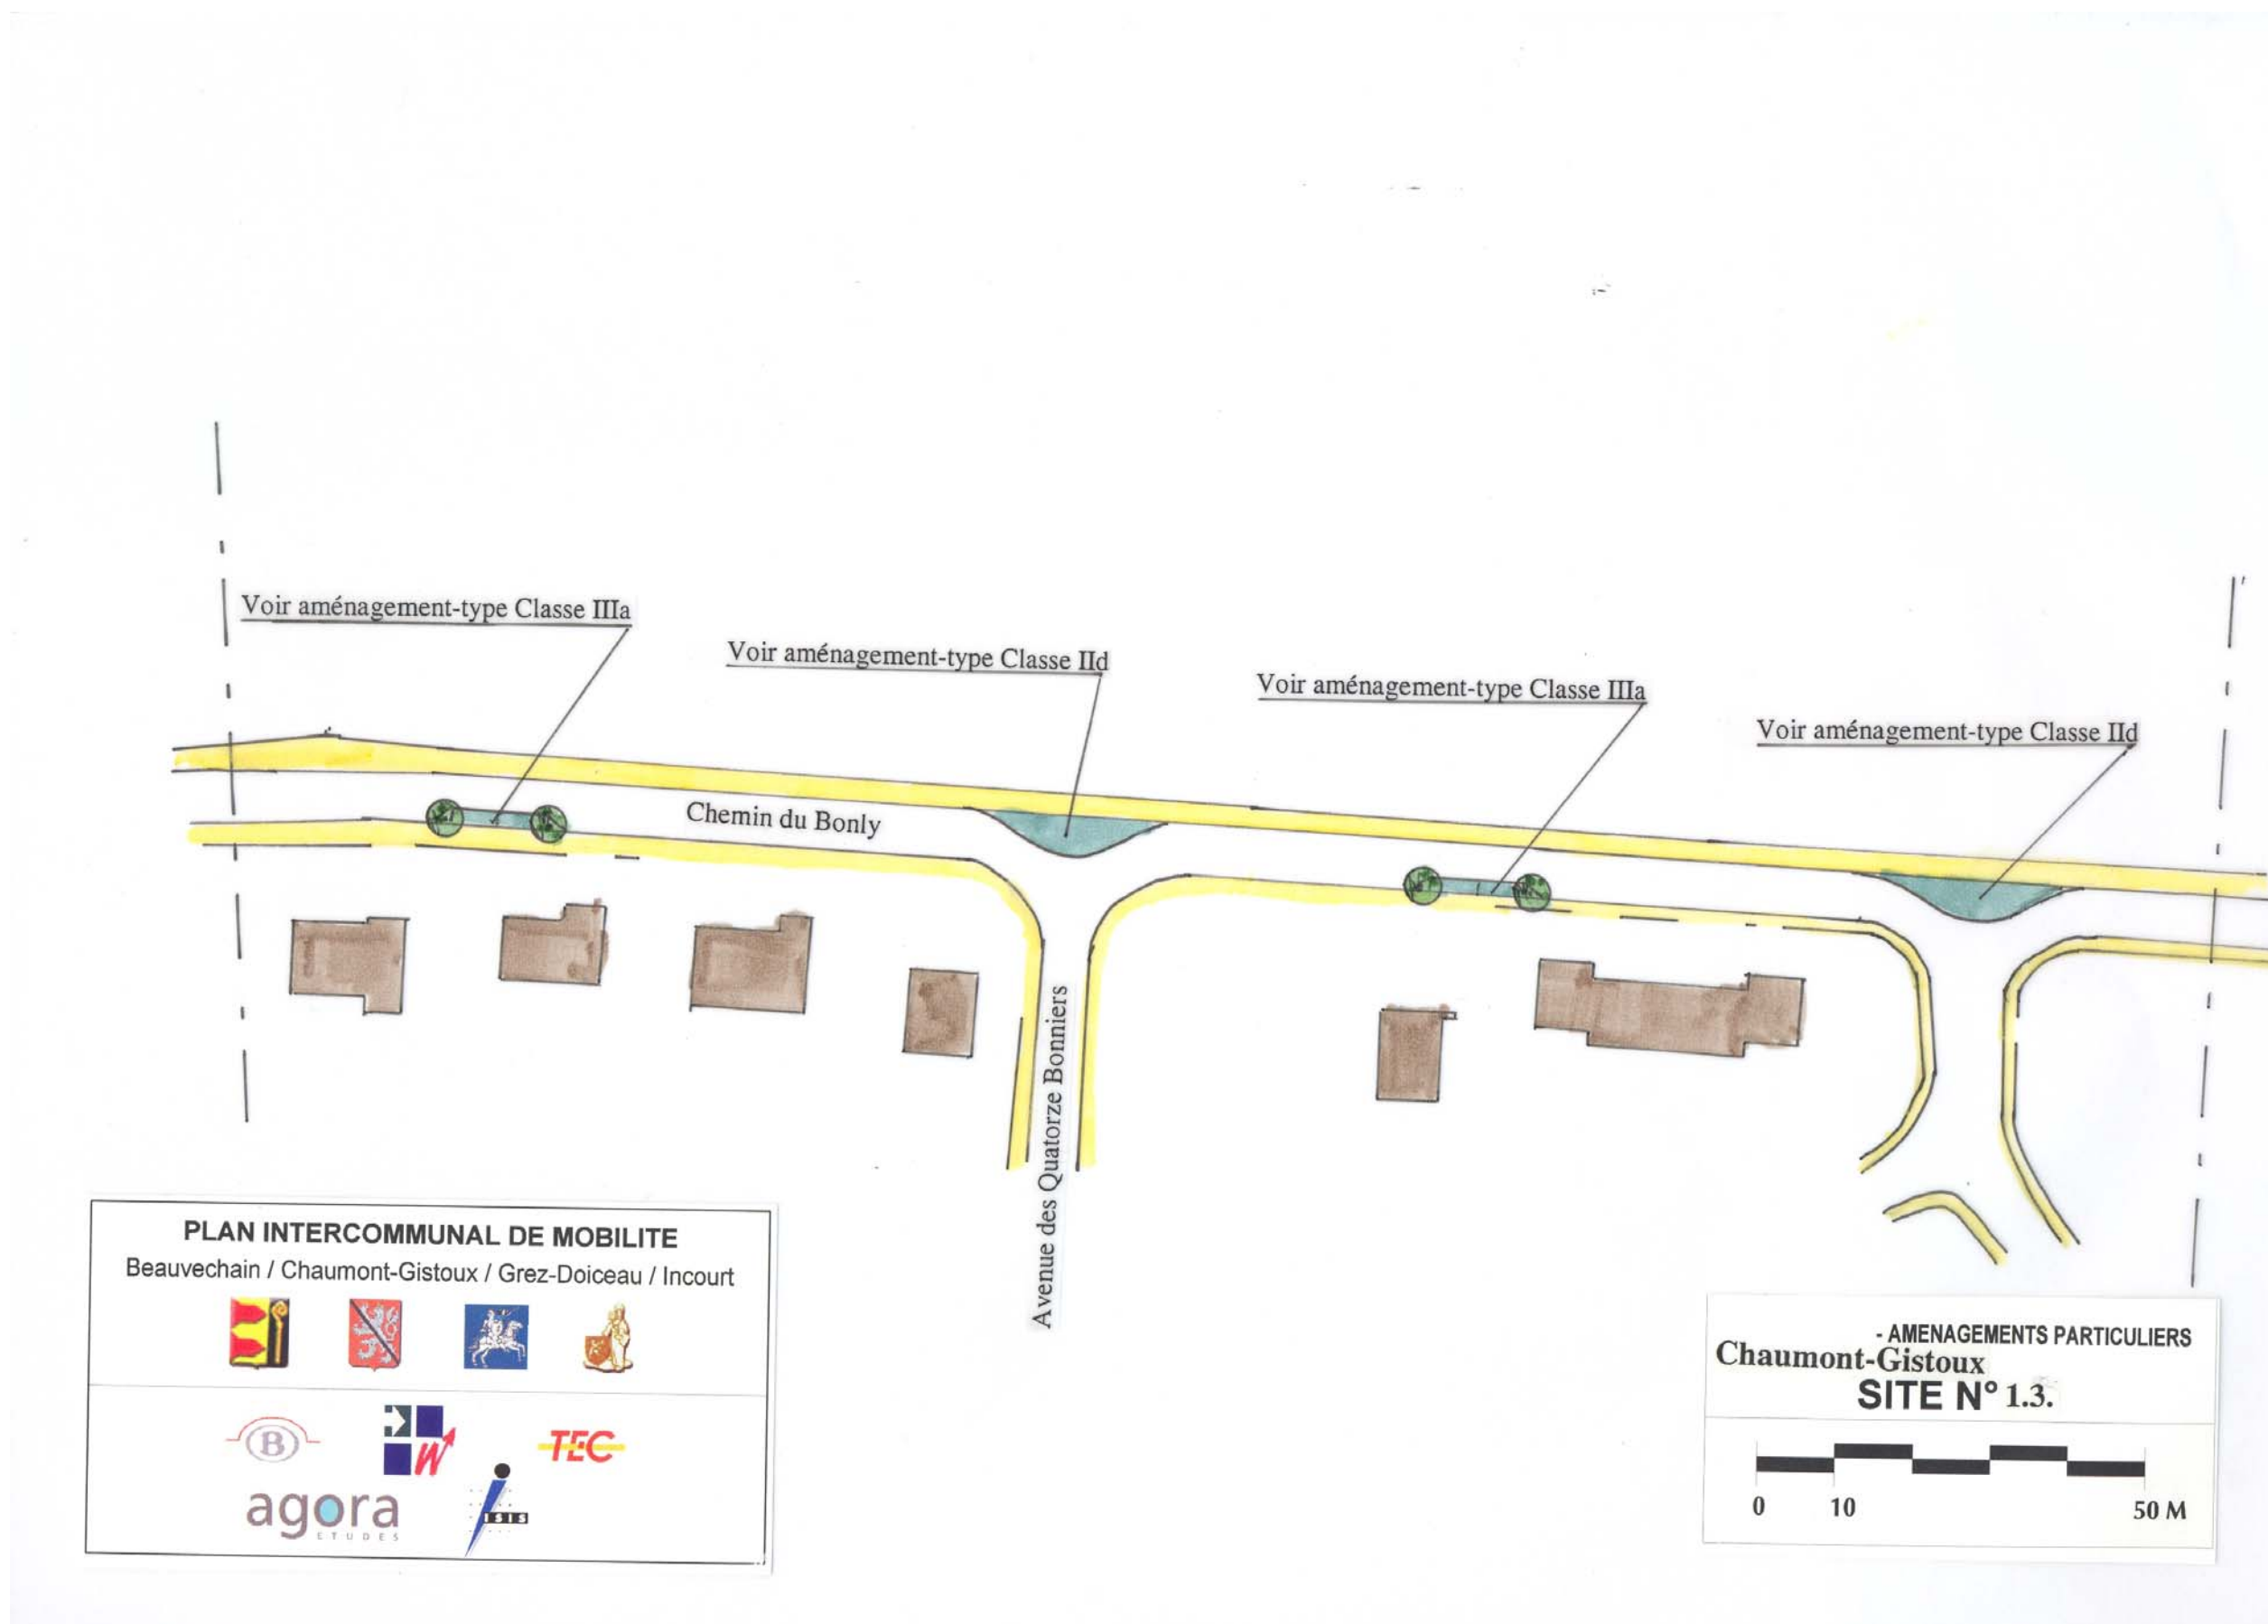 Voir aménagement-type Classe IIIa
Voir aménagement-type Classe IId
Voir aménagement-type Classe IIIa
Voir aménagement-type Classe IId
Chemin du Bonly
Avenue des Quatorze Bonniers
PLAN INTERCOMMUNAL DE MOBILITE
Beauvechain / Chaumont-Gistoux / Grez-Doiceau / Incourt
B
W
TEC
agora
ETUDES
ISIS
- AMENAGEMENTS PARTICULIERS
Chaumont-Gistoux
SITE N° 1.3.
0 10 50 M